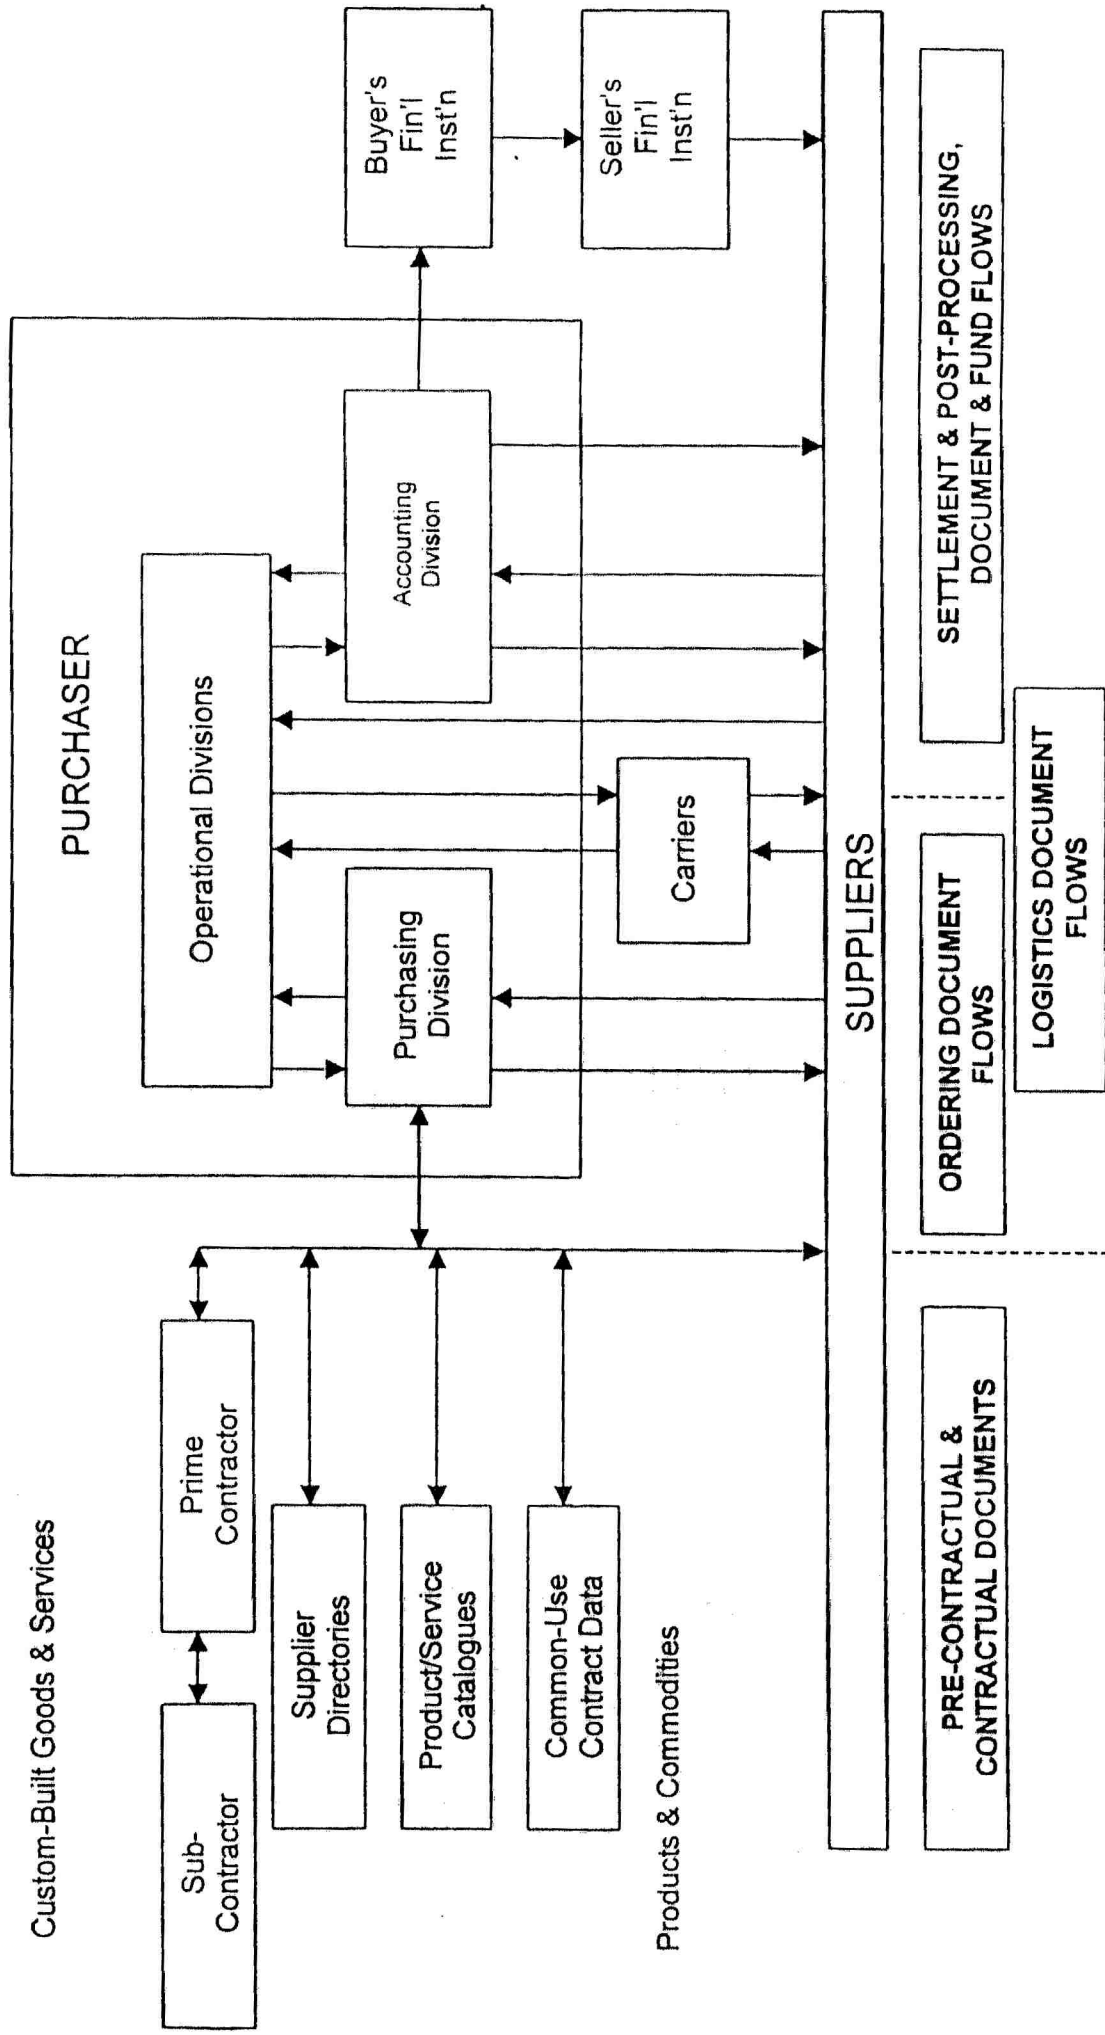 Custom-Built Goods & Services
PURCHASER
Sub-
Contractor
Prime
Contractor
Operational Divisions
Supplier
Directories
Product/Service
Catalogues
Common-Use
Contract Data
Purchasing
Division
Accounting
Division
Buyer's
Fin'l
Inst'n
Seller's
Fin'l
Inst'n
Carriers
Products & Commodities
SUPPLIERS
PRE-CONTRACTUAL &
CONTRACTUAL DOCUMENTS
ORDERING DOCUMENT
FLOWS
SETTLEMENT & POST-PROCESSING,
DOCUMENT & FUND FLOWS
LOGISTICS DOCUMENT
FLOWS